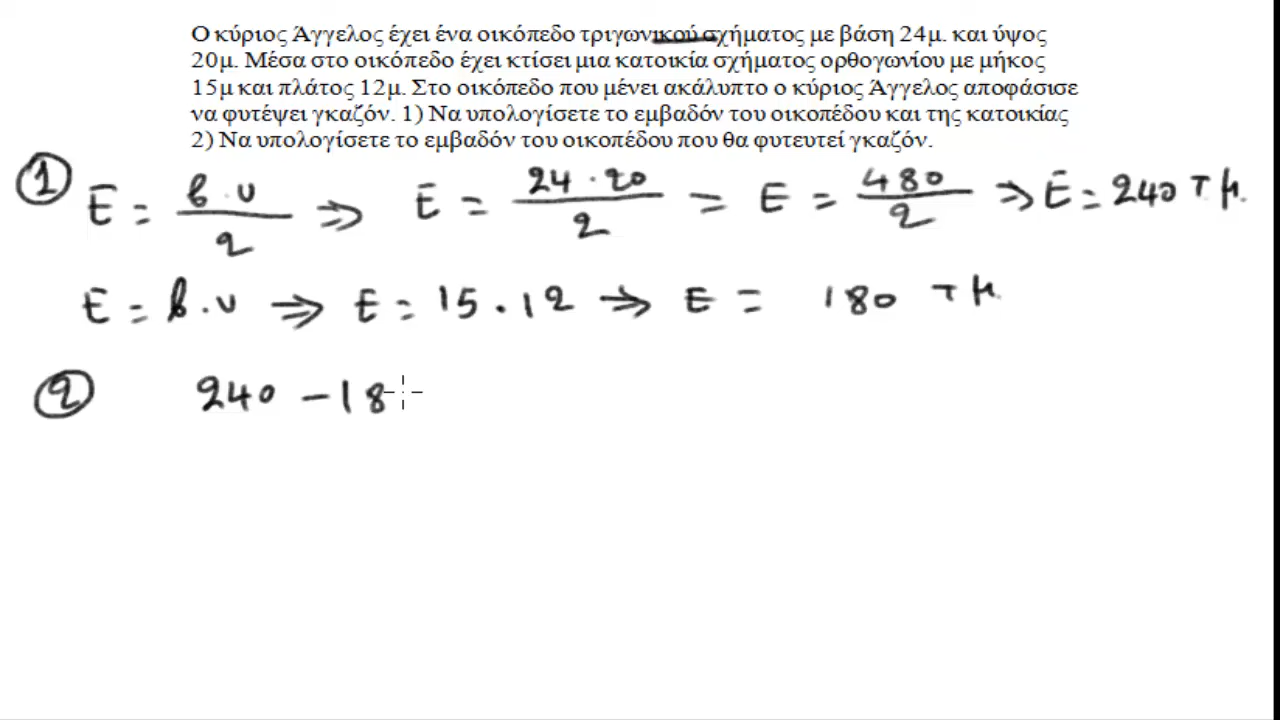 Ο κύριος Άγγελος έχει ένα οικόπεδο τριγωνικού σχήματος με βάση 24μ. και ύψος
20μ. Μέσα στο οικόπεδο έχει κτίσει μια κατοικία σχήματος ορθογωνίου με μήκος
15μ και πλάτος 12μ. Στο οικόπεδο που μένει ακάλυπτο ο κύριος Άγγελος αποφάσισε
να φυτέψει γκαζόν. 1) Να υπολογίσετε το εμβαδόν του οικοπέδου και της κατοικίας
2) Να υπολογίσετε το εμβαδόν του οικοπέδου που θα φυτευτεί γκαζόν.
1 Ε = β.υ / 2 ⇒ Ε = 24.20 / 2 = Ε = 480 / 2 ⇒ Ε = 240 τ.μ.
Ε = β.υ ⇒ Ε = 15.12 ⇒ Ε = 180 τμ.
2 240 - 18